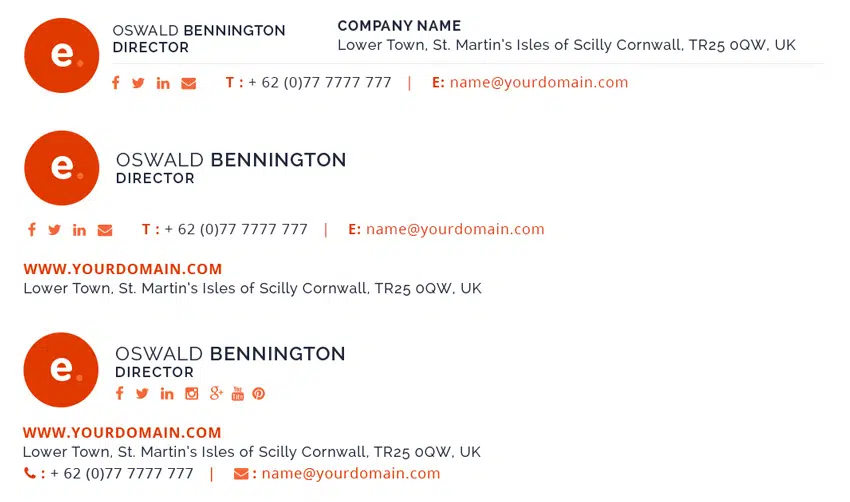 e.
OSWALD BENNINGTON
DIRECTOR
COMPANY NAME
Lower Town, St. Martin's Isles of Scilly Cornwall, TR25 0QW, UK
T : + 62 (0)77 7777 777 | E: name@yourdomain.com
e.
OSWALD BENNINGTON
DIRECTOR
T : + 62 (0)77 7777 777 | E: name@yourdomain.com
WWW.YOURDOMAIN.COM
Lower Town, St. Martin's Isles of Scilly Cornwall, TR25 0QW, UK
e.
OSWALD BENNINGTON
DIRECTOR
WWW.YOURDOMAIN.COM
Lower Town, St. Martin's Isles of Scilly Cornwall, TR25 0QW, UK
: + 62 (0)77 7777 777 | : name@yourdomain.com